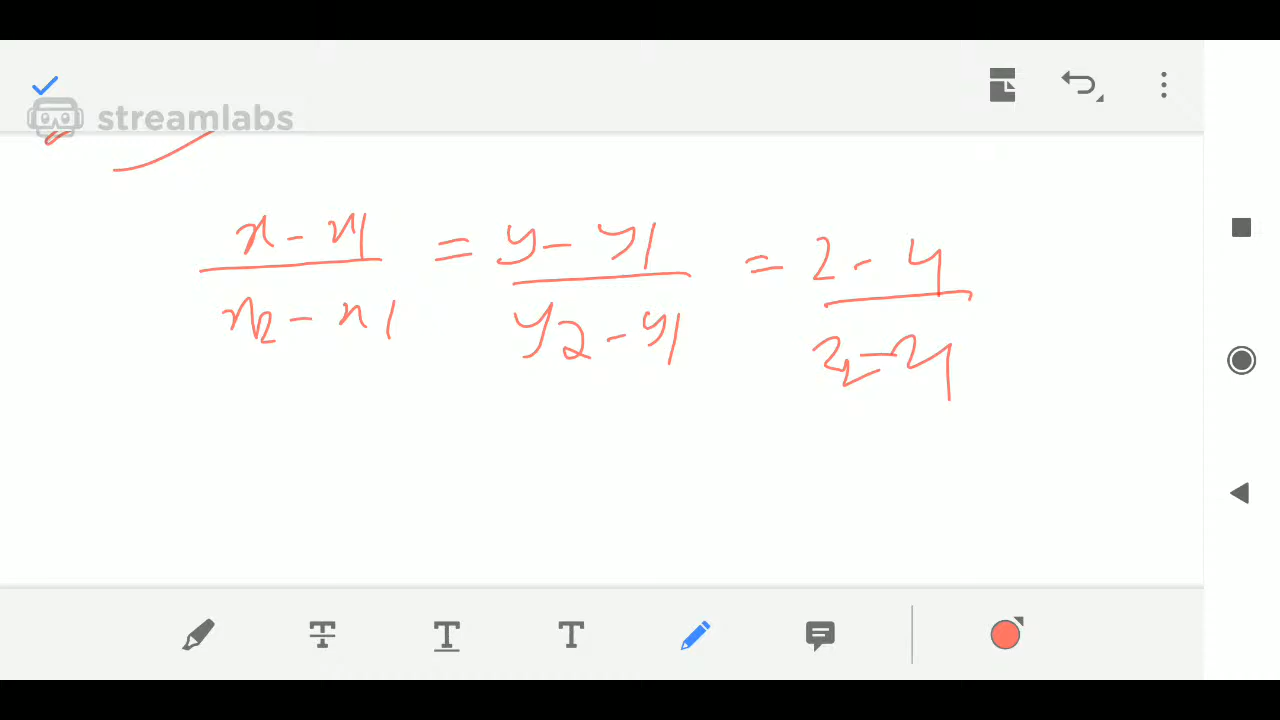 streamlabs
x - x1 = y - y1 = z - z1
x2 - x1 y2 - y1 z2 - z1
T T T